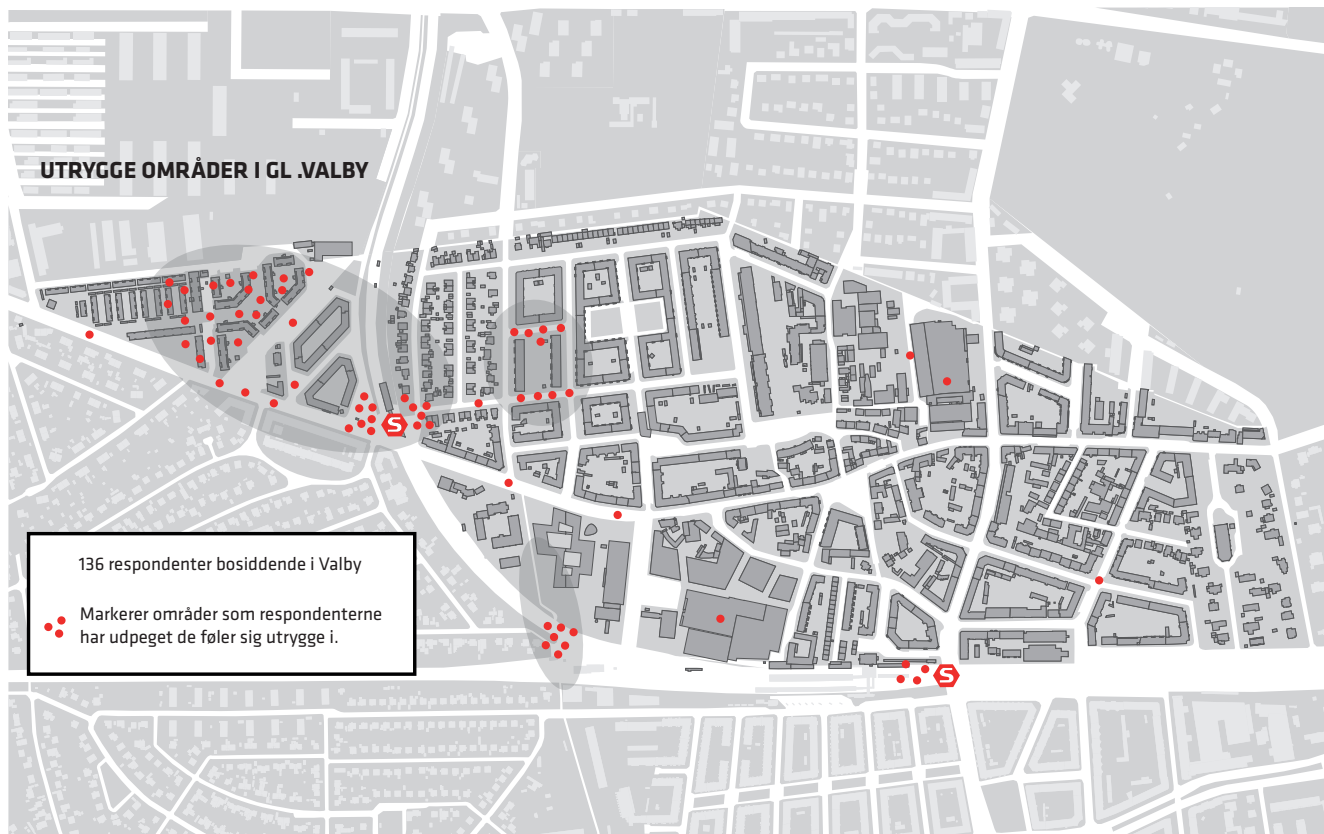 UTRYGGE OMRÅDER I GL .VALBY
S
136 respondenter bosiddende i Valby
Markerer områder som respondenterne
har udpeget de føler sig utrygge i.
S